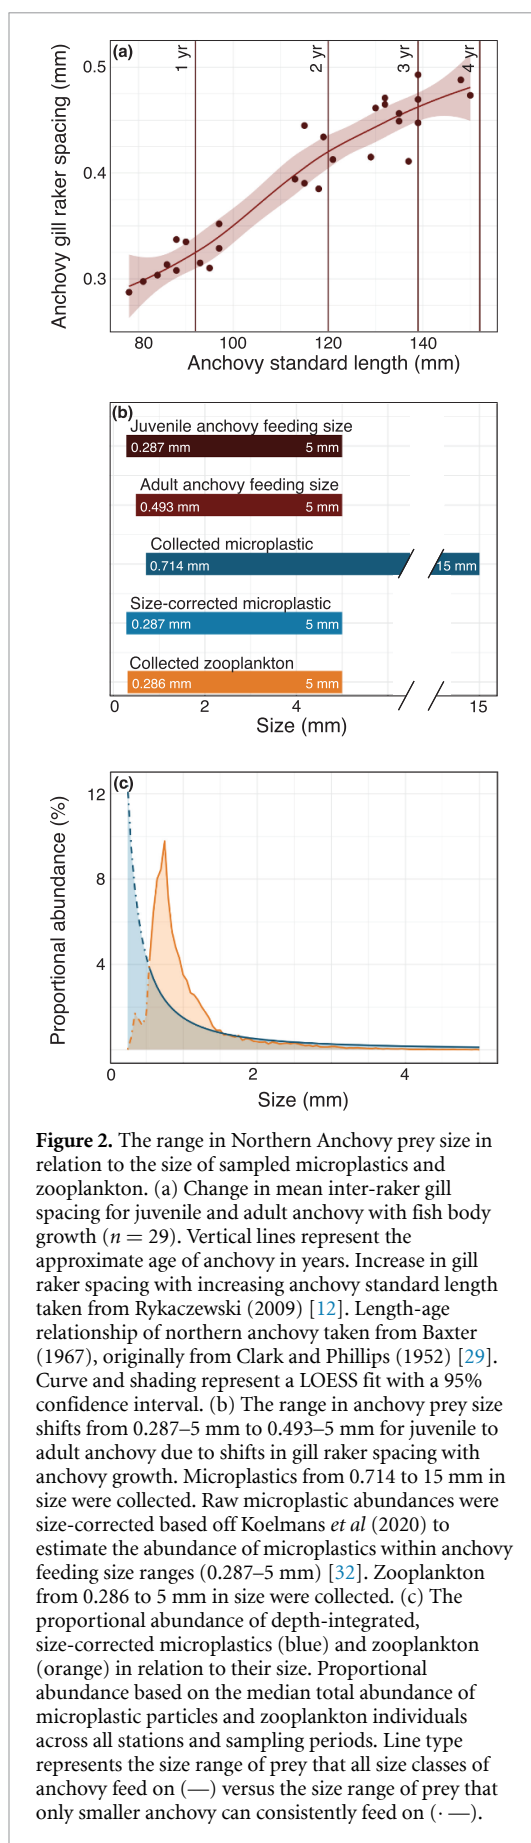 (a)
1 yr
2 yr
3 yr
4 yr
0.5
0.4
0.3
Anchovy gill raker spacing (mm)
80
100
120
140
Anchovy standard length (mm)
(b)
Juvenile anchovy feeding size
0.287 mm
5 mm
Adult anchovy feeding size
0.493 mm
5 mm
Collected microplastic
0.714 mm
15 mm
Size-corrected microplastic
0.287 mm
5 mm
Collected zooplankton
0.286 mm
5 mm
0
2
4
15
Size (mm)
(c)
12
8
4
Proportional abundance (%)
0
2
4
Size (mm)
Figure 2. The range in Northern Anchovy prey size in
relation to the size of sampled microplastics and
zooplankton. (a) Change in mean inter-raker gill
spacing for juvenile and adult anchovy with fish body
growth (n = 29). Vertical lines represent the
approximate age of anchovy in years. Increase in gill
raker spacing with increasing anchovy standard length
taken from Rykaczewski (2009) [12]. Length-age
relationship of northern anchovy taken from Baxter
(1967), originally from Clark and Phillips (1952) [29].
Curve and shading represent a LOESS fit with a 95%
confidence interval. (b) The range in anchovy prey size
shifts from 0.287–5 mm to 0.493–5 mm for juvenile to
adult anchovy due to shifts in gill raker spacing with
anchovy growth. Microplastics from 0.714 to 15 mm in
size were collected. Raw microplastic abundances were
size-corrected based off Koelmans et al (2020) to
estimate the abundance of microplastics within anchovy
feeding size ranges (0.287–5 mm) [32]. Zooplankton
from 0.286 to 5 mm in size were collected. (c) The
proportional abundance of depth-integrated,
size-corrected microplastics (blue) and zooplankton
(orange) in relation to their size. Proportional
abundance based on the median total abundance of
microplastic particles and zooplankton individuals
across all stations and sampling periods. Line type
represents the size range of prey that all size classes of
anchovy feed on (—) versus the size range of prey that
only smaller anchovy can consistently feed on (· —).